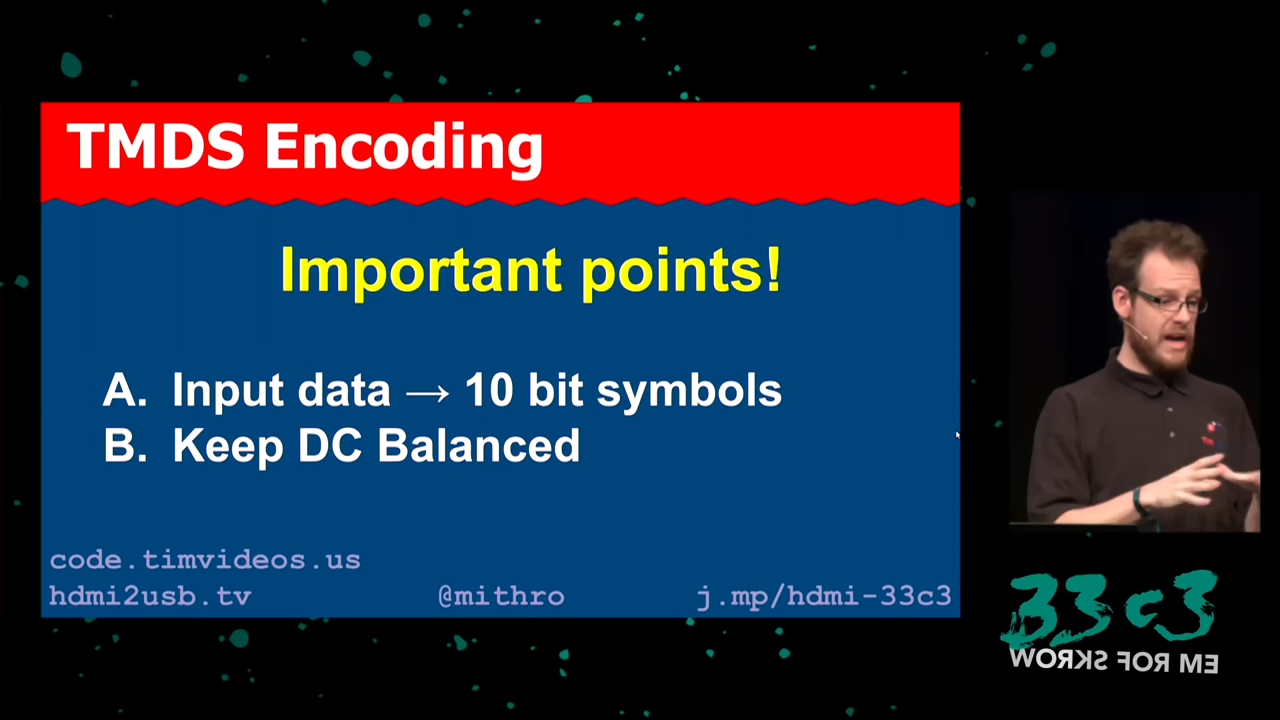 TMDS Encoding
Important points!
A. Input data → 10 bit symbols
B. Keep DC Balanced
code.timvideos.us
hdmi2usb.tv @mithro j.mp/hdmi-33c3
33c3
WORKS FOR ME